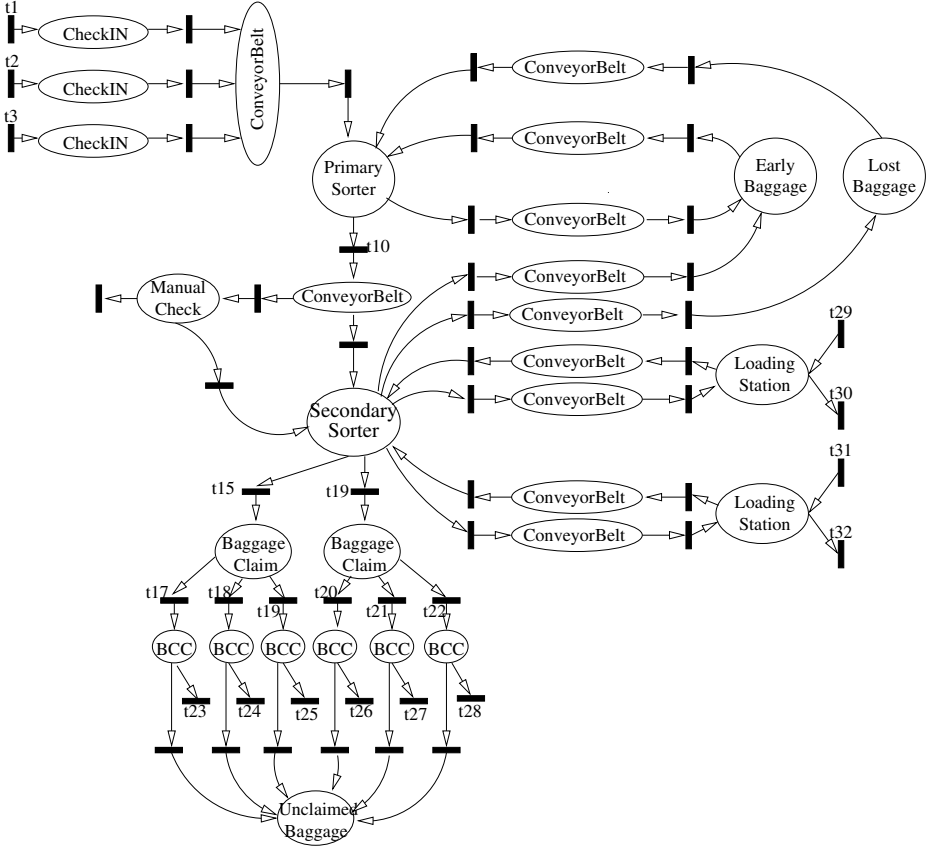 t1
CheckIN
t2
CheckIN
t3
CheckIN
ConveyorBelt
Primary
Sorter
t10
ConveyorBelt
ConveyorBelt
ConveyorBelt
ConveyorBelt
ConveyorBelt
Early
Baggage
Lost
Baggage
Manual
Check
ConveyorBelt
ConveyorBelt
ConveyorBelt
Loading
Station
t29
t30
Secondary
Sorter
ConveyorBelt
ConveyorBelt
Loading
Station
t31
t32
t15
t19
Baggage
Claim
Baggage
Claim
t17
t18
t19
t20
t21
t22
BCC
BCC
BCC
BCC
BCC
BCC
t23
t24
t25
t26
t27
t28
Unclaimed
Baggage